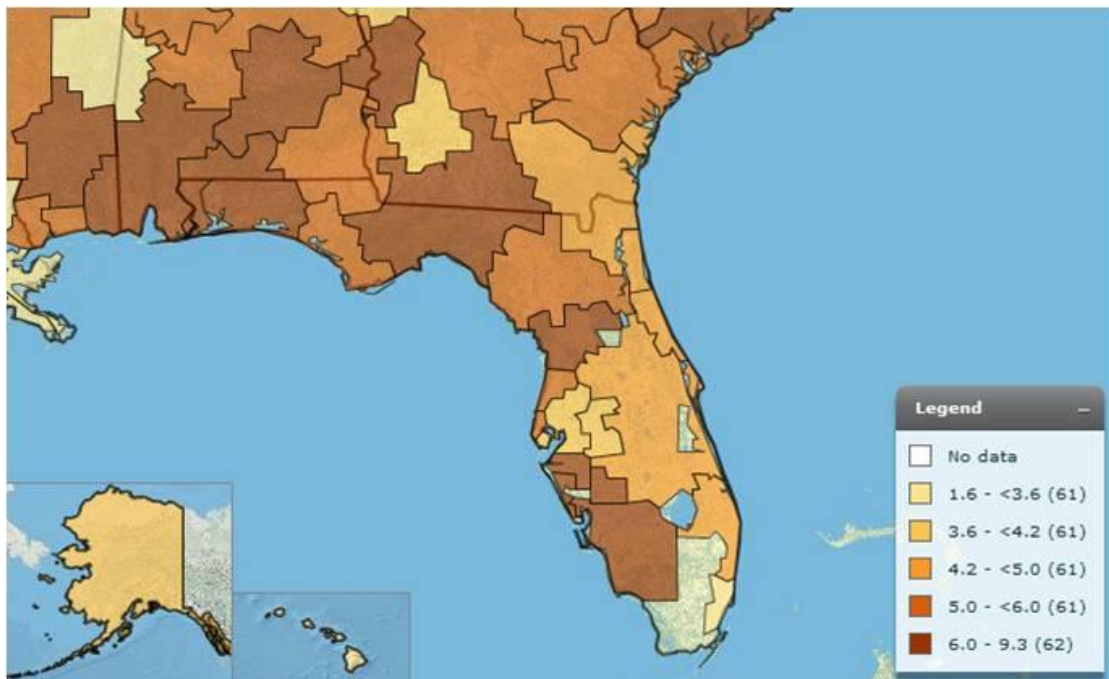 Legend
No data
1.6 - <3.6 (61)
3.6 - <4.2 (61)
4.2 - <5.0 (61)
5.0 - <6.0 (61)
6.0 - 9.3 (62)